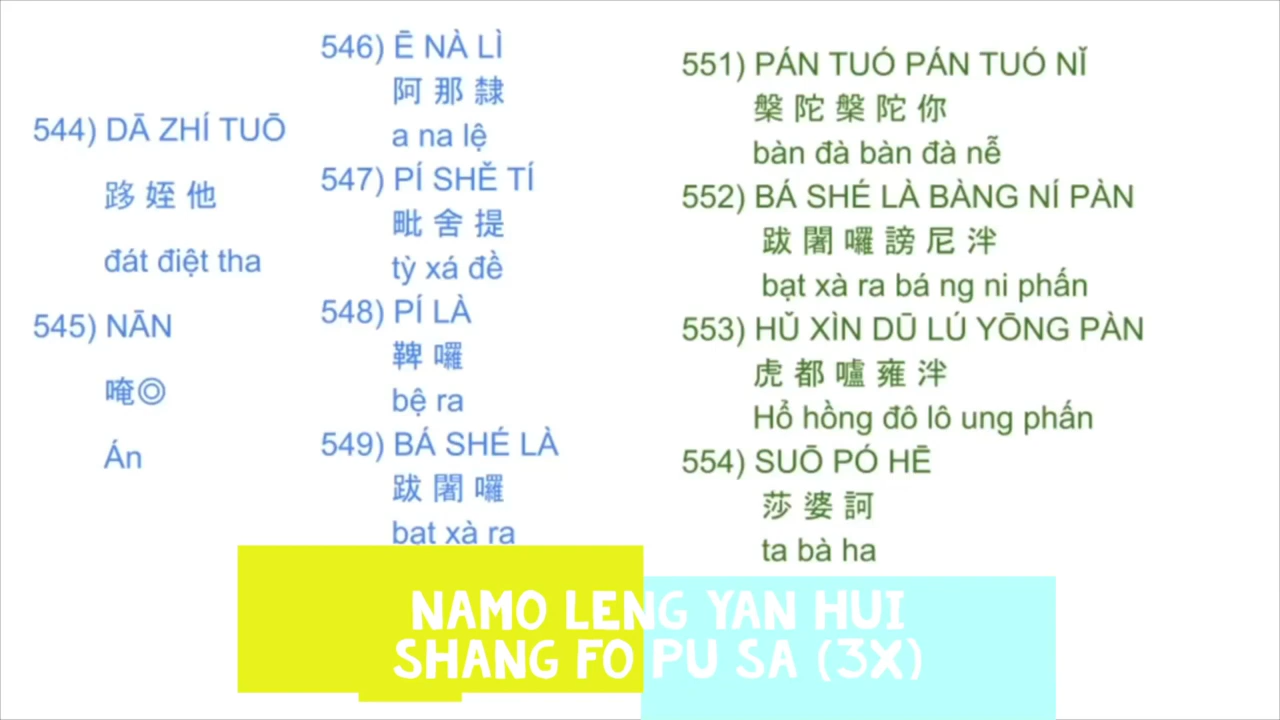 544) DĀ ZHÍ TUŌ
跢 姪 他
đát điệt tha
545) NĀN
唵◎
Án
546) Ē NÀ LÌ
阿 那 隸
a na lệ
547) PÍ SHĚ TÍ
毗 舍 提
tỳ xá đề
548) PÍ LÀ
鞞 囉
bệ ra
549) BÁ SHÉ LÀ
跋 闍 囉
bạt xà ra
551) PÁN TUÓ PÁN TUÓ NǏ
槃 陀 槃 陀 你
bàn đà bàn đà nễ
552) BÁ SHÉ LÀ BÀNG NÍ PÀN
跋 闍 囉 謗 尼 泮
bạt xà ra bá ng ni phấn
553) HǓ XÌN DŪ LÚ YŌNG PÀN
虎 都 嚧 雍 泮
Hổ hồng đô lô ung phấn
554) SUŌ PÓ HĒ
莎 婆 訶
ta bà ha
NAMO LENG YAN HUI
SHANG FO PU SA (3X)